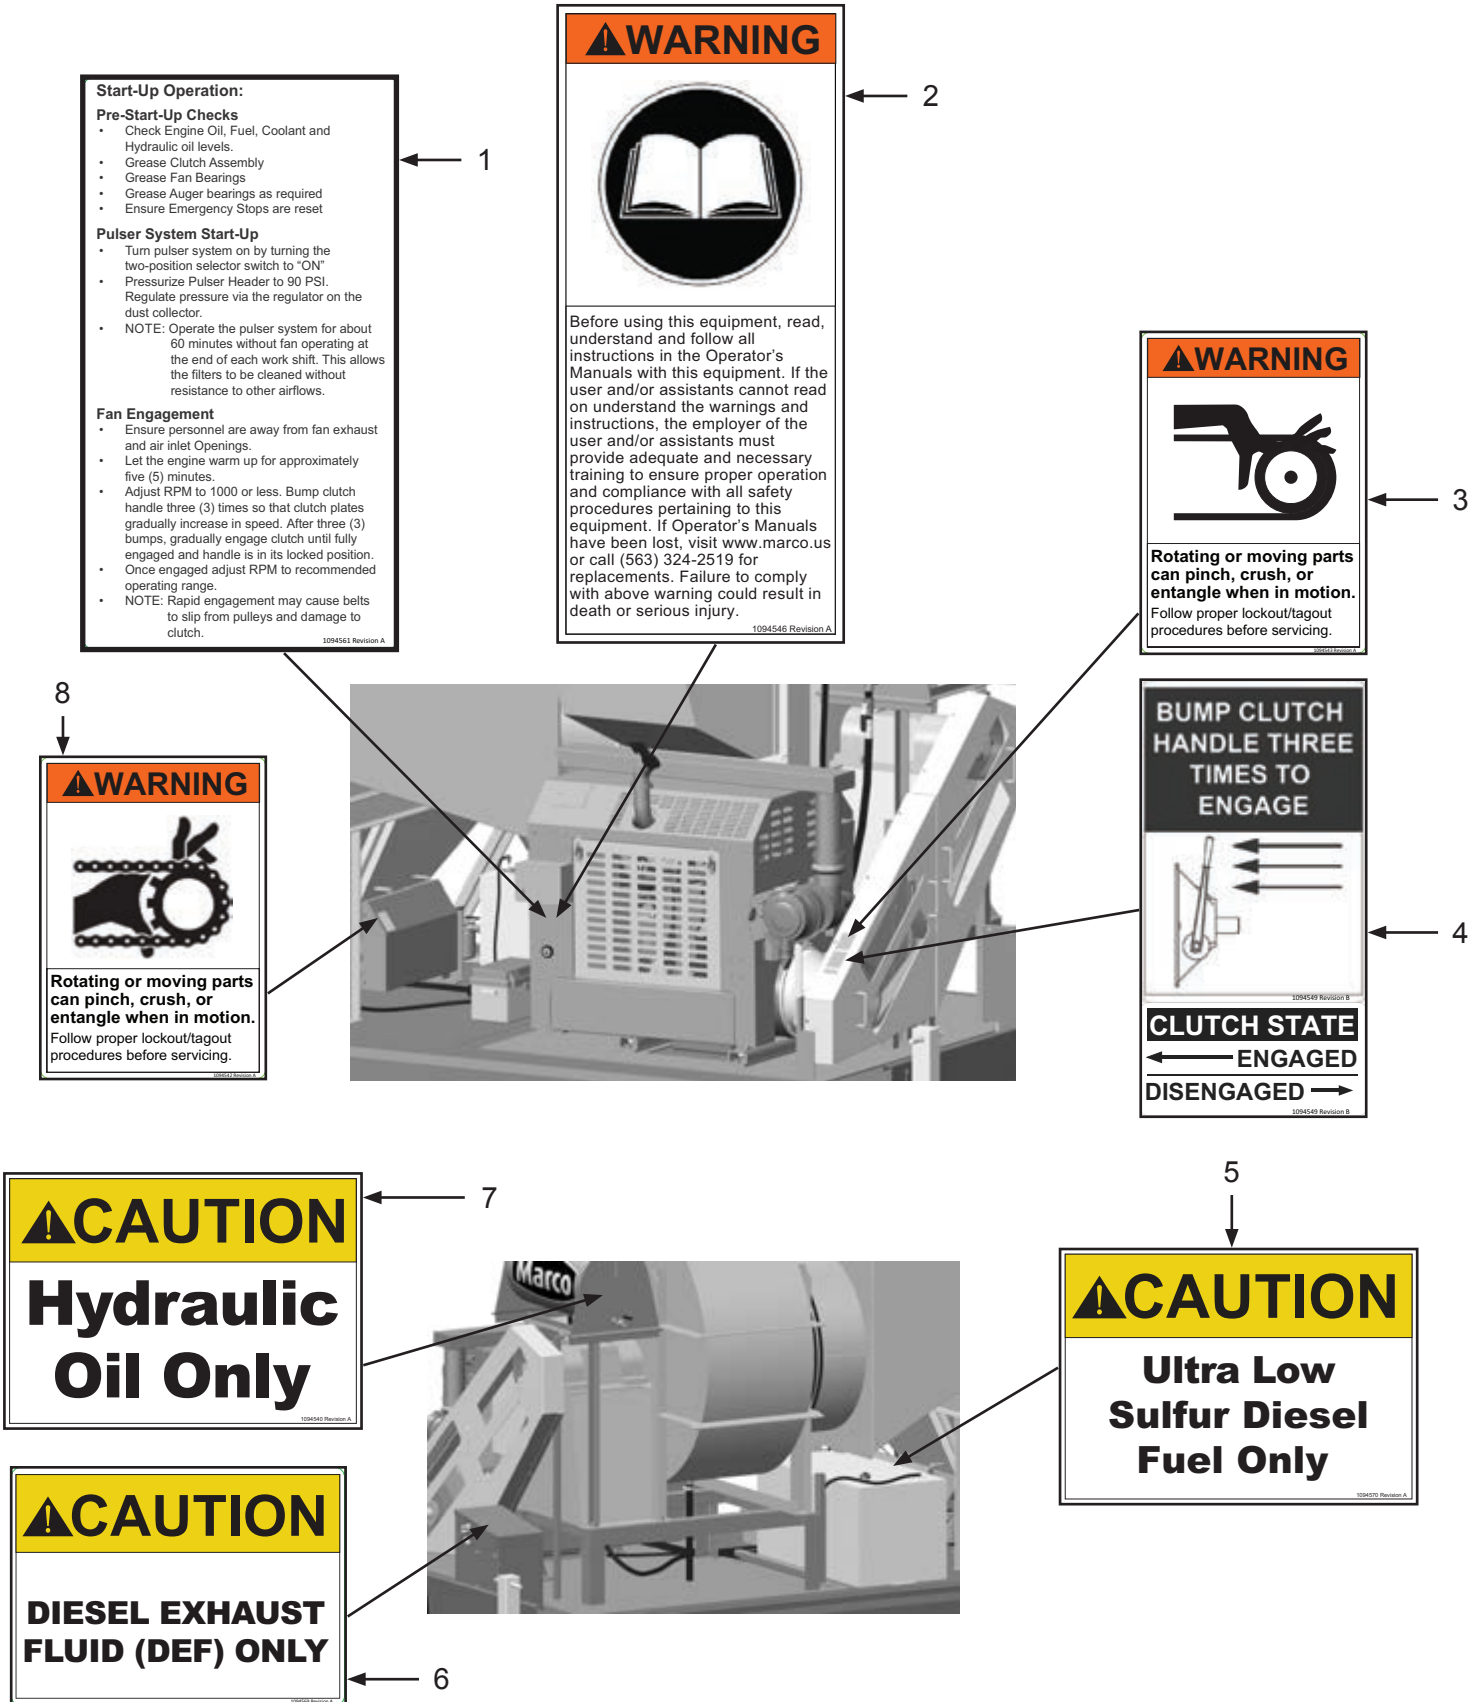 WARNING
2
Start-Up Operation:
Pre-Start-Up Checks
• Check Engine Oil, Fuel, Coolant and
Hydraulic oil levels.
• Grease Clutch Assembly
• Grease Fan Bearings
• Grease Auger bearings as required
• Ensure Emergency Stops are reset
Pulser System Start-Up
• Turn pulser system on by turning the
two-position selector switch to “ON”
• Pressurize Pulser Header to 90 PSI.
Regulate pressure via the regulator on the
dust collector.
• NOTE: Operate the pulser system for about
60 minutes without fan operating at
the end of each work shift. This allows
the filters to be cleaned without
resistance to other airflows.
Fan Engagement
• Ensure personnel are away from fan exhaust
and air inlet Openings.
• Let the engine warm up for approximately
five (5) minutes.
• Adjust RPM to 1000 or less. Bump clutch
handle three (3) times so that clutch plates
gradually increase in speed. After three (3)
bumps, gradually engage clutch until fully
engaged and handle is in its locked position.
• Once engaged adjust RPM to recommended
operating range.
• NOTE: Rapid engagement may cause belts
to slip from pulleys and damage to
clutch.
1094561 Revision A
1
Before using this equipment, read,
understand and follow all
instructions in the Operator’s
Manuals with this equipment. If the
user and/or assistants cannot read
on understand the warnings and
instructions, the employer of the
user and/or assistants must
provide adequate and necessary
training to ensure proper operation
and compliance with all safety
procedures pertaining to this
equipment. If Operator’s Manuals
have been lost, visit www.marco.us
or call (563) 324-2519 for
replacements. Failure to comply
with above warning could result in
death or serious injury.
1094546 Revision A
WARNING
3
Rotating or moving parts
can pinch, crush, or
entangle when in motion.
Follow proper lockout/tagout
procedures before servicing.
1094543 Revision A
8
WARNING
Rotating or moving parts
can pinch, crush, or
entangle when in motion.
Follow proper lockout/tagout
procedures before servicing.
1094542 Revision A
BUMP CLUTCH
HANDLE THREE
TIMES TO
ENGAGE
4
1094549 Revision B
CLUTCH STATE
ENGAGED
DISENGAGED
1094549 Revision B
7
CAUTION
Hydraulic
Oil Only
1094540 Revision A
Marco
5
CAUTION
Ultra Low
Sulfur Diesel
Fuel Only
1094570 Revision A
CAUTION
DIESEL EXHAUST
FLUID (DEF) ONLY
6